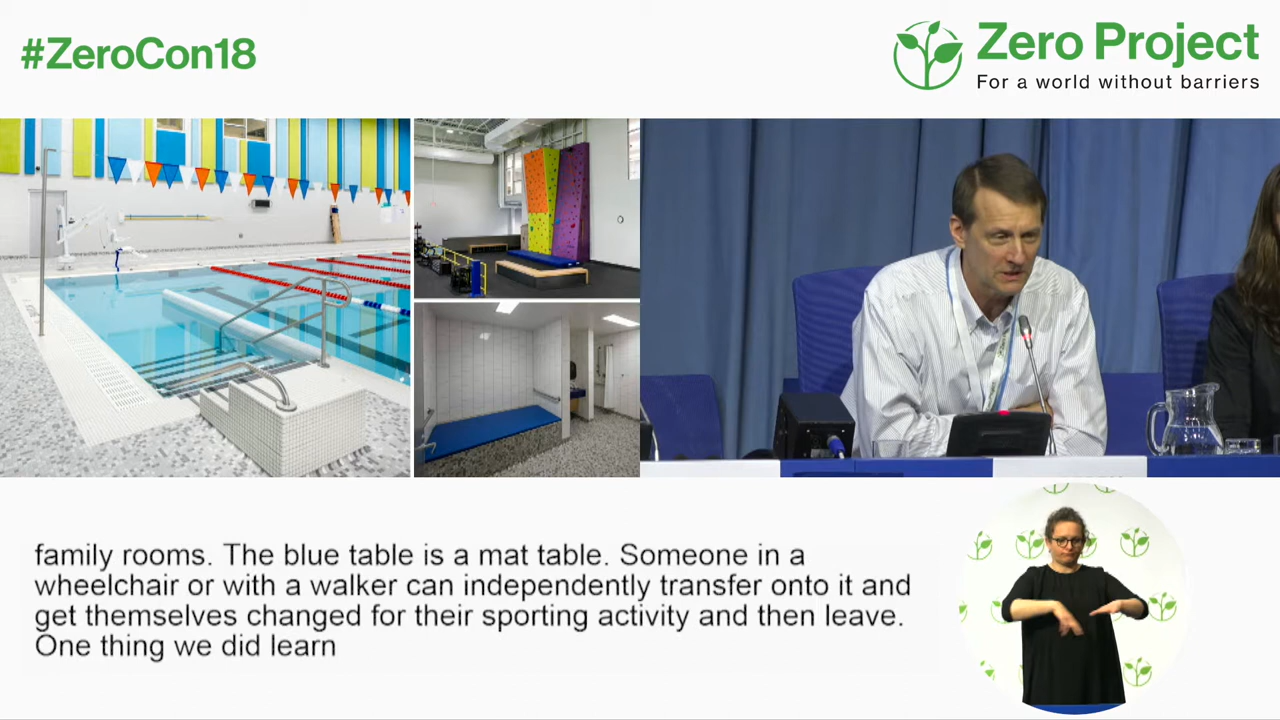 #ZeroCon18
Zero Project
For a world without barriers
family rooms. The blue table is a mat table. Someone in a
wheelchair or with a walker can independently transfer onto it and
get themselves changed for their sporting activity and then leave.
One thing we did learn